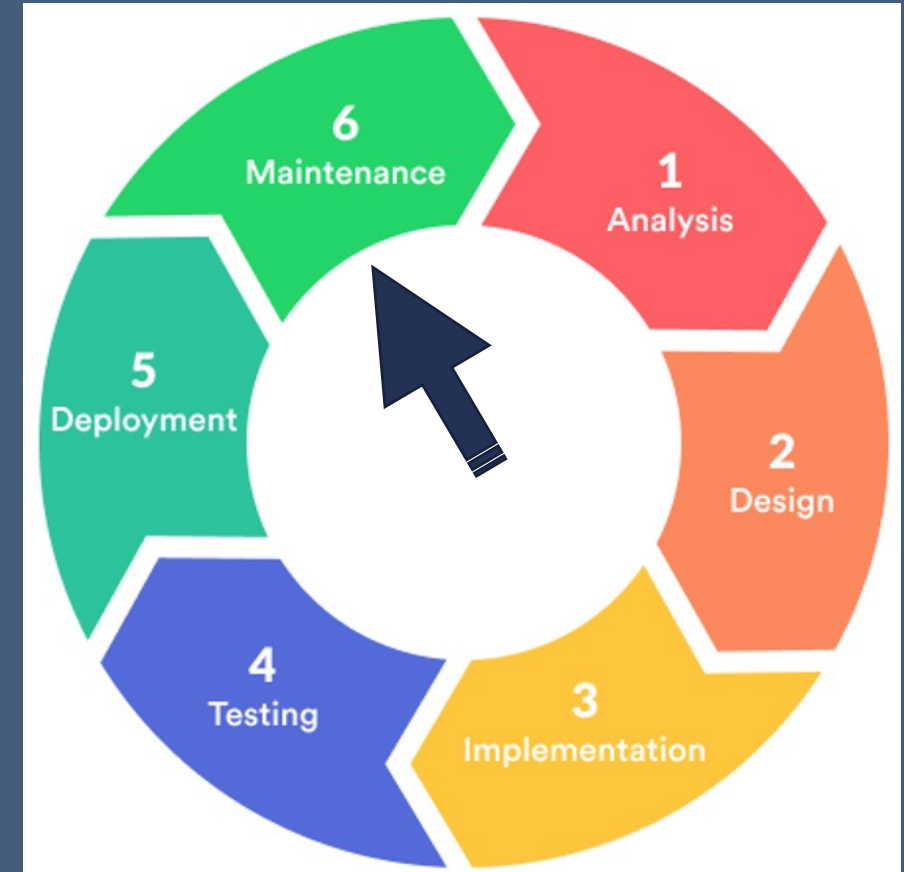 1
Analysis
2
Design
3
Implementation
4
Testing
5
Deployment
6
Maintenance